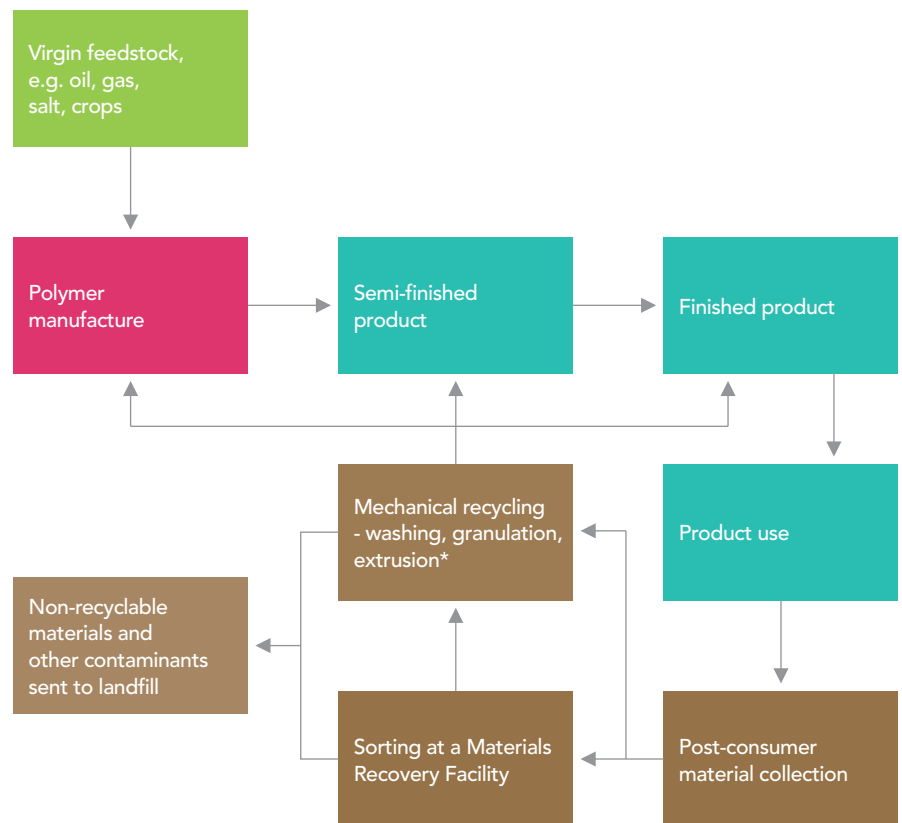 Virgin feedstock,
e.g. oil, gas,
salt, crops
Polymer
manufacture
Semi-finished
product
Finished product
Mechanical recycling
- washing, granulation,
extrusion*
Product use
Non-recyclable
materials and
other contaminants
sent to landfill
Sorting at a Materials
Recovery Facility
Post-consumer
material collection